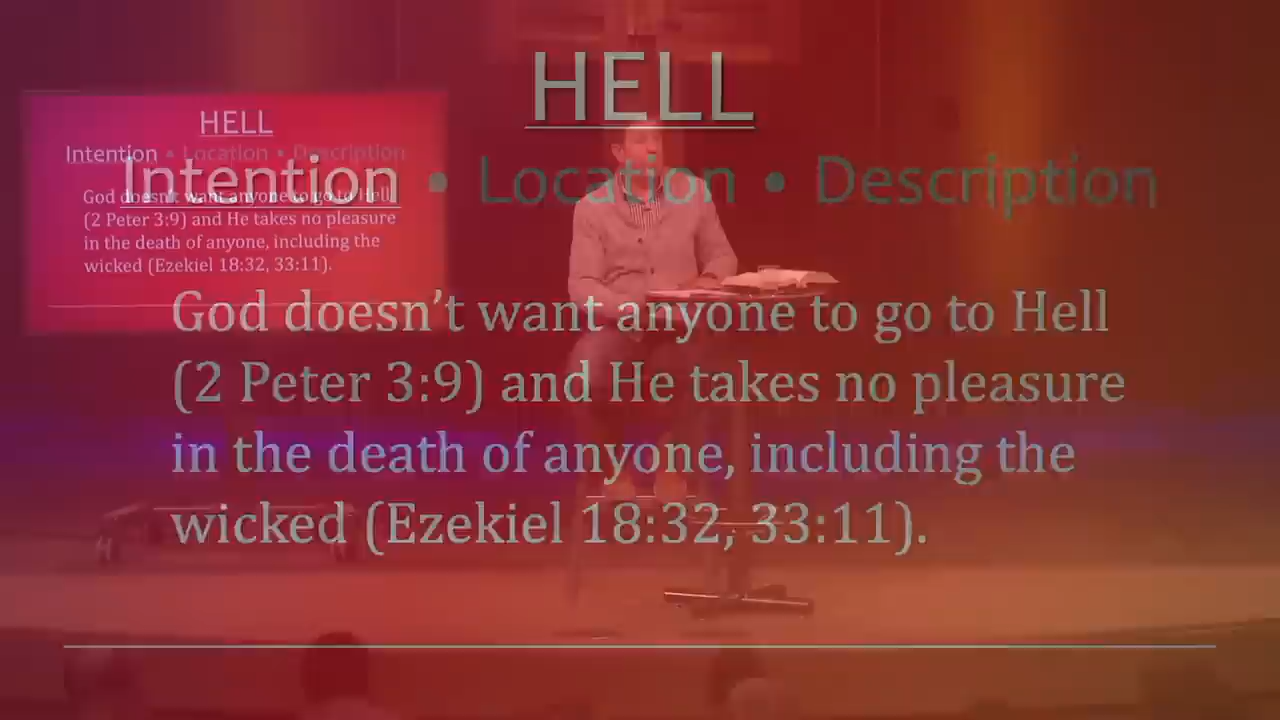 HELL
Intention • Location • Description
God doesn't want anyone to go to Hell
(2 Peter 3:9) and He takes no pleasure
in the death of anyone, including the
wicked (Ezekiel 18:32, 33:11).
HELL
Intention • Location • Description
God doesn’t want anyone to go to Hell
(2 Peter 3:9) and He takes no pleasure
in the death of anyone, including the
wicked (Ezekiel 18:32, 33:11).